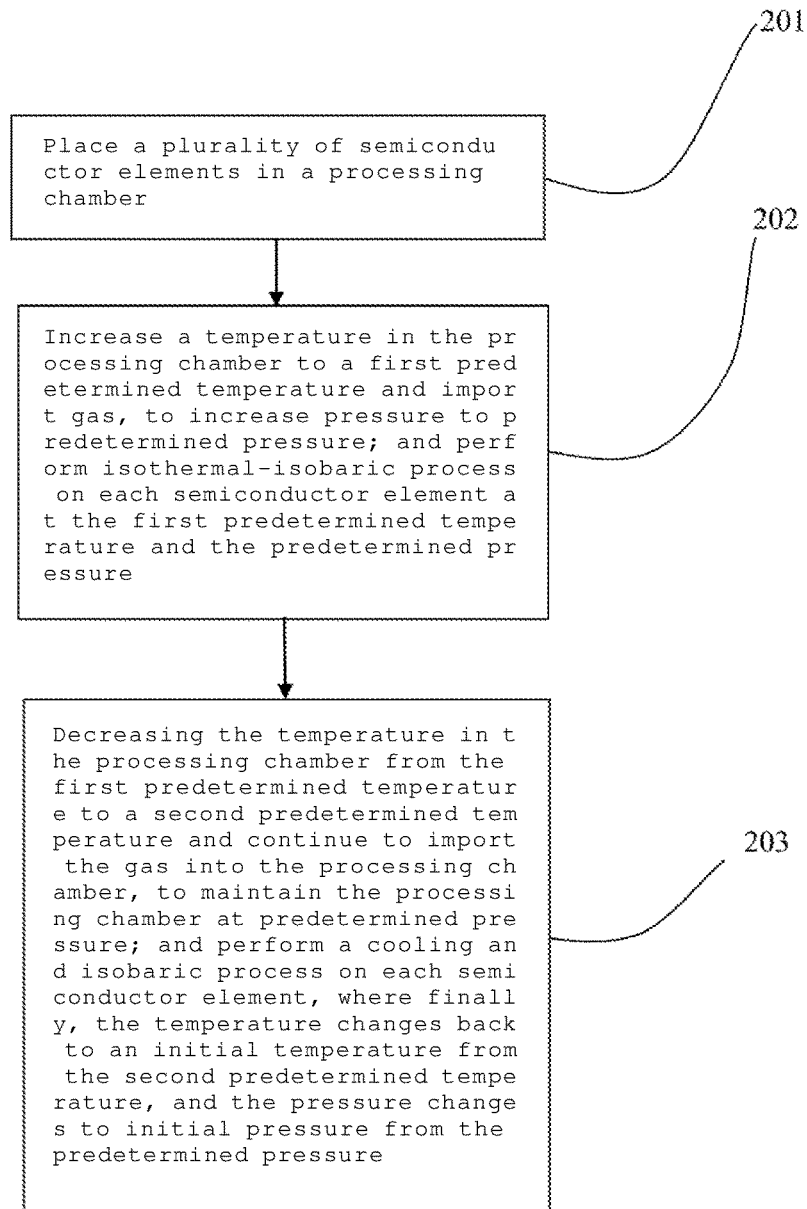 201
Place a plurality of semicondu
ctor elements in a processing
chamber
202
Increase a temperature in the pr
ocessing chamber to a first pred
etermined temperature and impor
t gas, to increase pressure to p
redetermined pressure; and perf
orm isothermal-isobaric process
on each semiconductor element a
t the first predetermined tempe
rature and the predetermined pr
essure
Decreasing the temperature in t
he processing chamber from the
first predetermined temperatur
e to a second predetermined tem
perature and continue to import
the gas into the processing ch
amber, to maintain the processi
ng chamber at predetermined pre
ssure; and perform a cooling an
d isobaric process on each semi
conductor element, where finall
y, the temperature changes back
to an initial temperature from
the second predetermined tempe
rature, and the pressure change
s to initial pressure from the
predetermined pressure
203